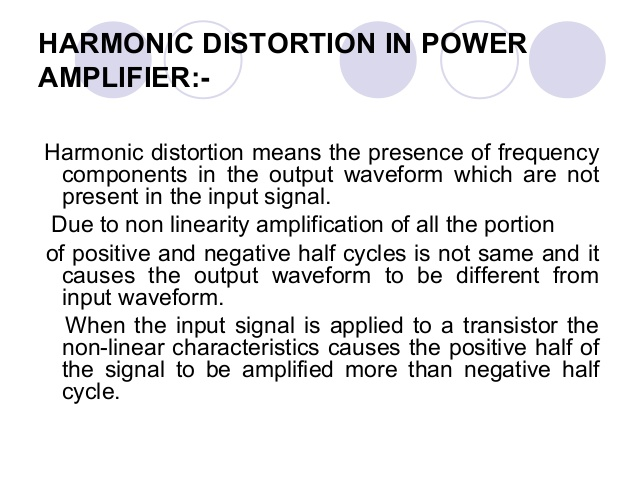 HARMONIC DISTORTION IN POWER
AMPLIFIER:-
Harmonic distortion means the presence of frequency
components in the output waveform which are not
present in the input signal.
Due to non linearity amplification of all the portion
of positive and negative half cycles is not same and it
causes the output waveform to be different from
input waveform.
When the input signal is applied to a transistor the
non-linear characteristics causes the positive half of
the signal to be amplified more than negative half
cycle.